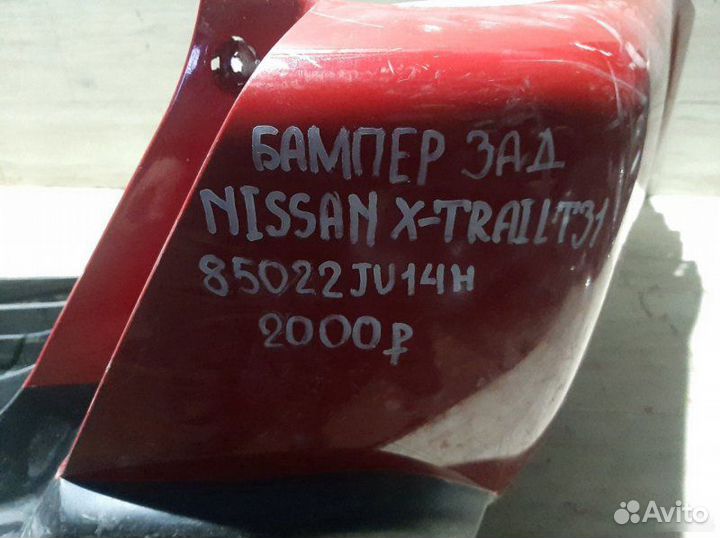 БАМПЕР ЗАД
NISSAN X-TRAIL T31
85022JU14H
2000₽
Avito